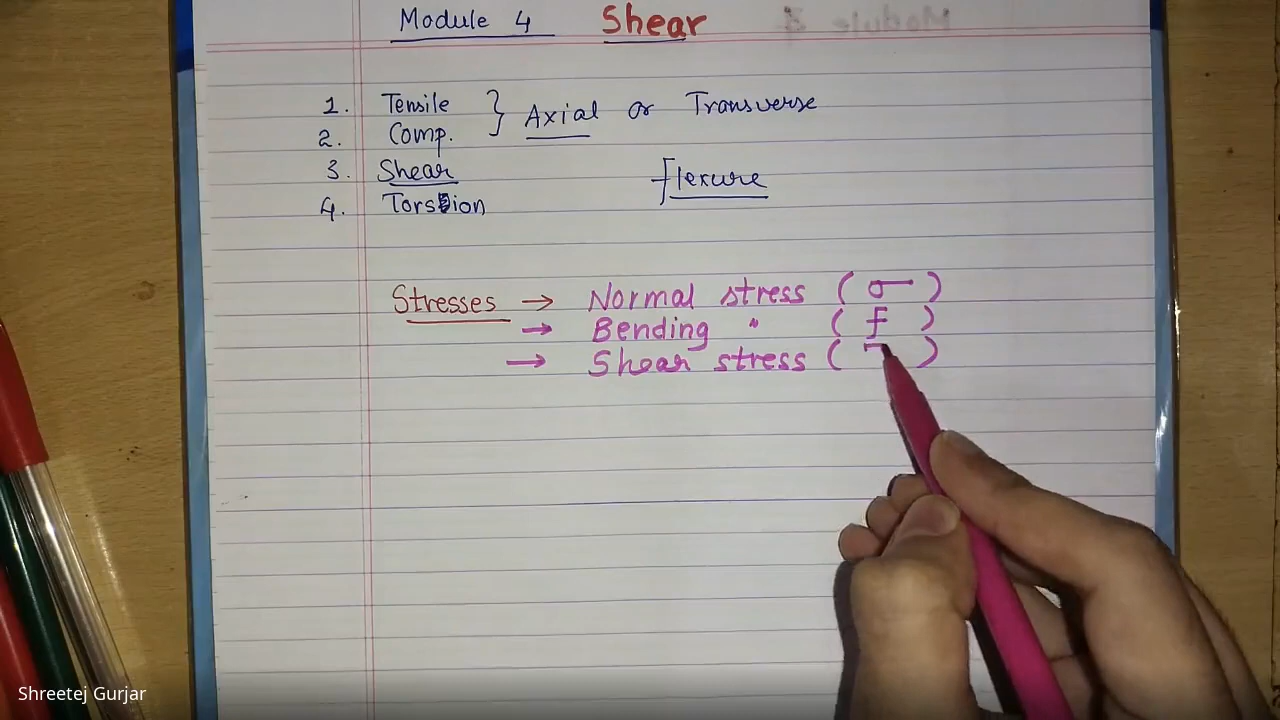 Module 4 Shear
1. Tensile } Axial or Transverse
2. Comp.
3. Shear flexure
4. Torsion
Stresses → Normal stress (σ)
→ Bending " (f)
→ Shear stress ( )
Shreetej Gurjar